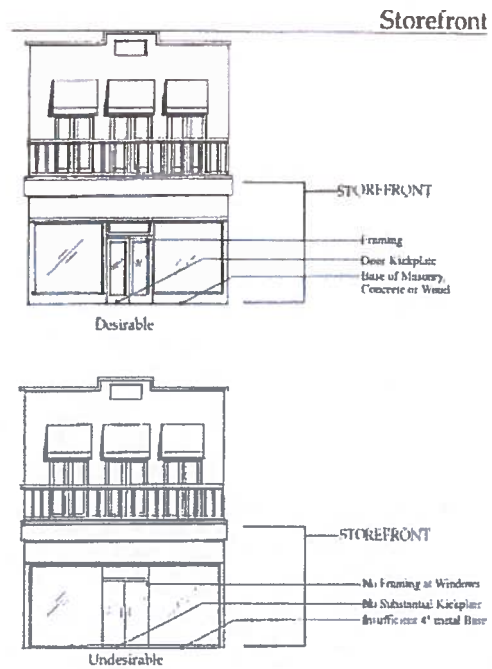 Storefront
STOREFRONT
Framing
Door Kickplate
Base of Masonry,
Concrete or Wood
Desirable
STOREFRONT
No Framing at Windows
No Substantial Kickplate
Insufficient 4" metal Base
Undesirable